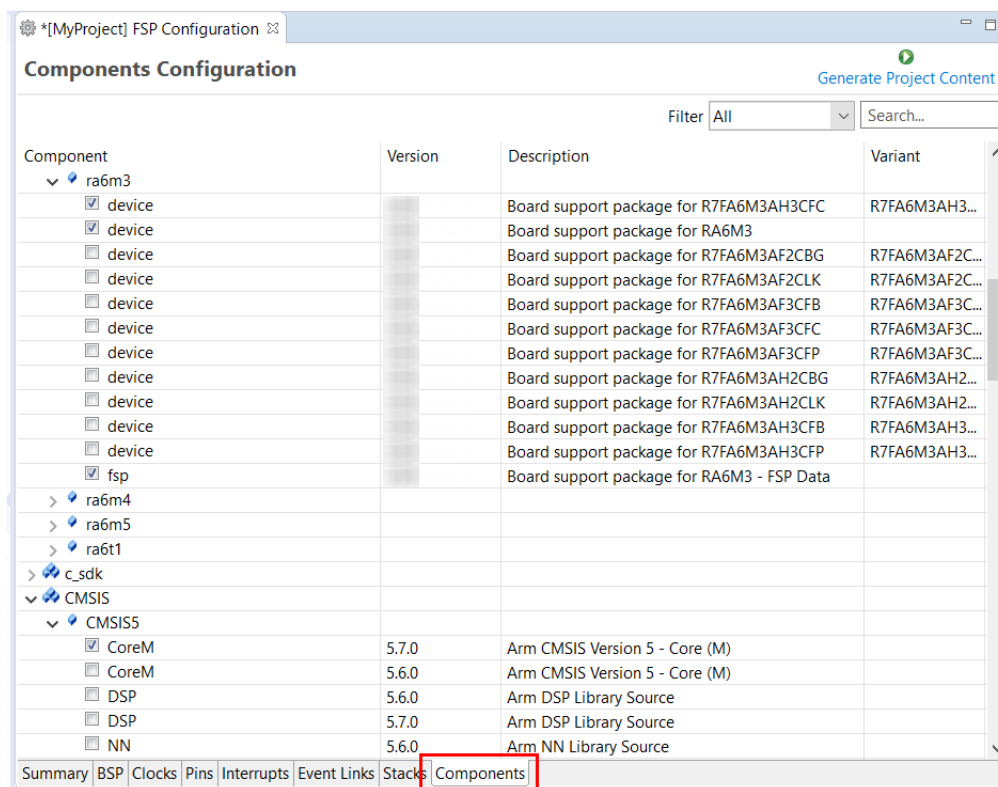 *[MyProject] FSP Configuration
Components Configuration
Generate Project Content
Filter All Search...
Component Version Description Variant
ra6m3
device Board support package for R7FA6M3AH3CFC R7FA6M3AH3...
device Board support package for RA6M3
device Board support package for R7FA6M3AF2CBG R7FA6M3AF2C...
device Board support package for R7FA6M3AF2CLK R7FA6M3AF2C...
device Board support package for R7FA6M3AF3CFB R7FA6M3AF3C...
device Board support package for R7FA6M3AF3CFC R7FA6M3AF3C...
device Board support package for R7FA6M3AF3CFP R7FA6M3AF3C...
device Board support package for R7FA6M3AH2CBG R7FA6M3AH2...
device Board support package for R7FA6M3AH2CLK R7FA6M3AH2...
device Board support package for R7FA6M3AH3CFB R7FA6M3AH3...
device Board support package for R7FA6M3AH3CFP R7FA6M3AH3...
fsp Board support package for RA6M3 - FSP Data
ra6m4
ra6m5
ra6t1
c_sdk
CMSIS
CMSIS5
CoreM 5.7.0 Arm CMSIS Version 5 - Core (M)
CoreM 5.6.0 Arm CMSIS Version 5 - Core (M)
DSP 5.6.0 Arm DSP Library Source
DSP 5.7.0 Arm DSP Library Source
NN 5.6.0 Arm NN Library Source
Summary BSP Clocks Pins Interrupts Event Links Stacks Components